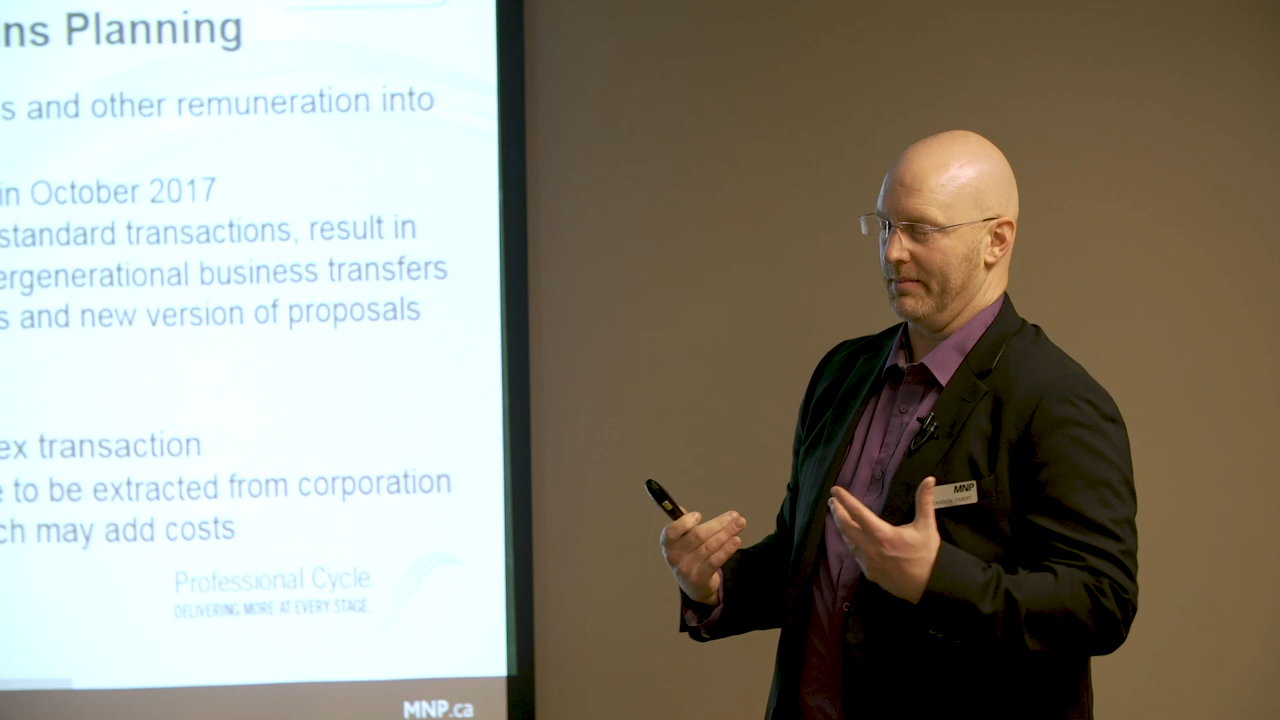 ns Planning
s and other remuneration into
in October 2017
standard transactions, result in
ergenerational business transfers
s and new version of proposals
ex transaction
e to be extracted from corporation
ch may add costs
Professional Cycle
DELIVERING MORE AT EVERY STAGE
MNP.ca
MNP